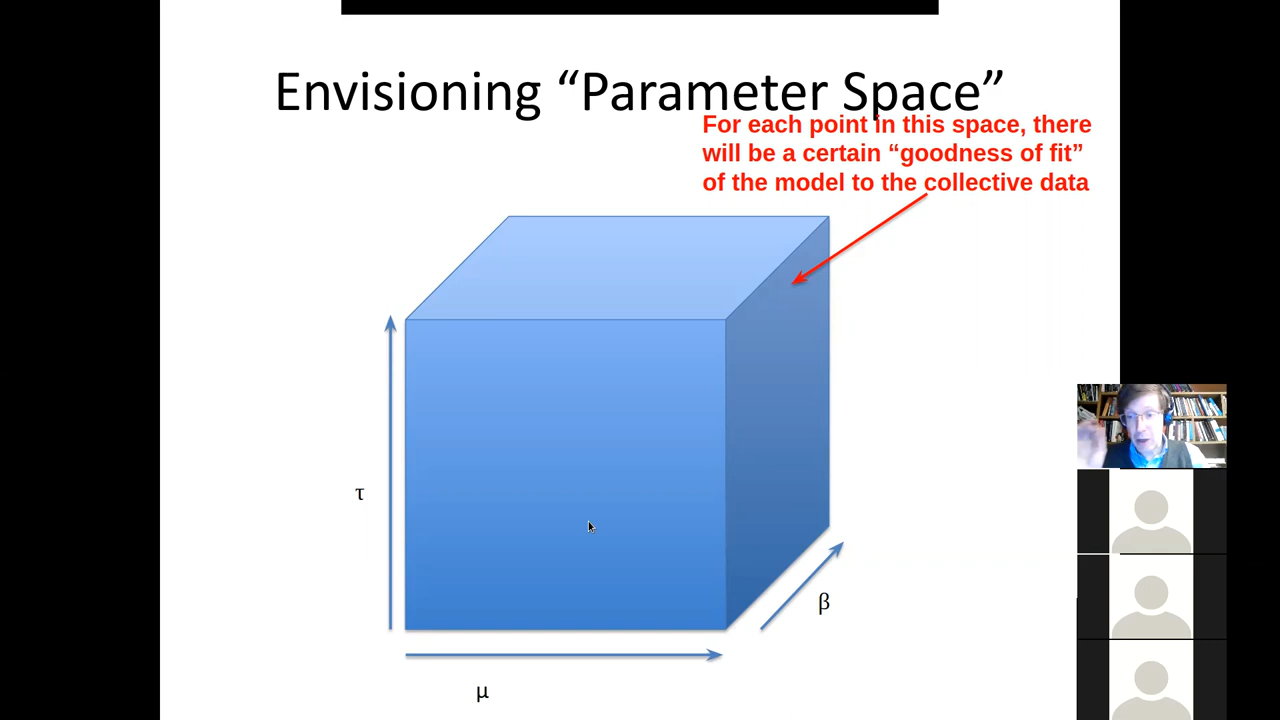 Envisioning “Parameter Space”
For each point in this space, there
will be a certain “goodness of fit”
of the model to the collective data
τ
β
μ